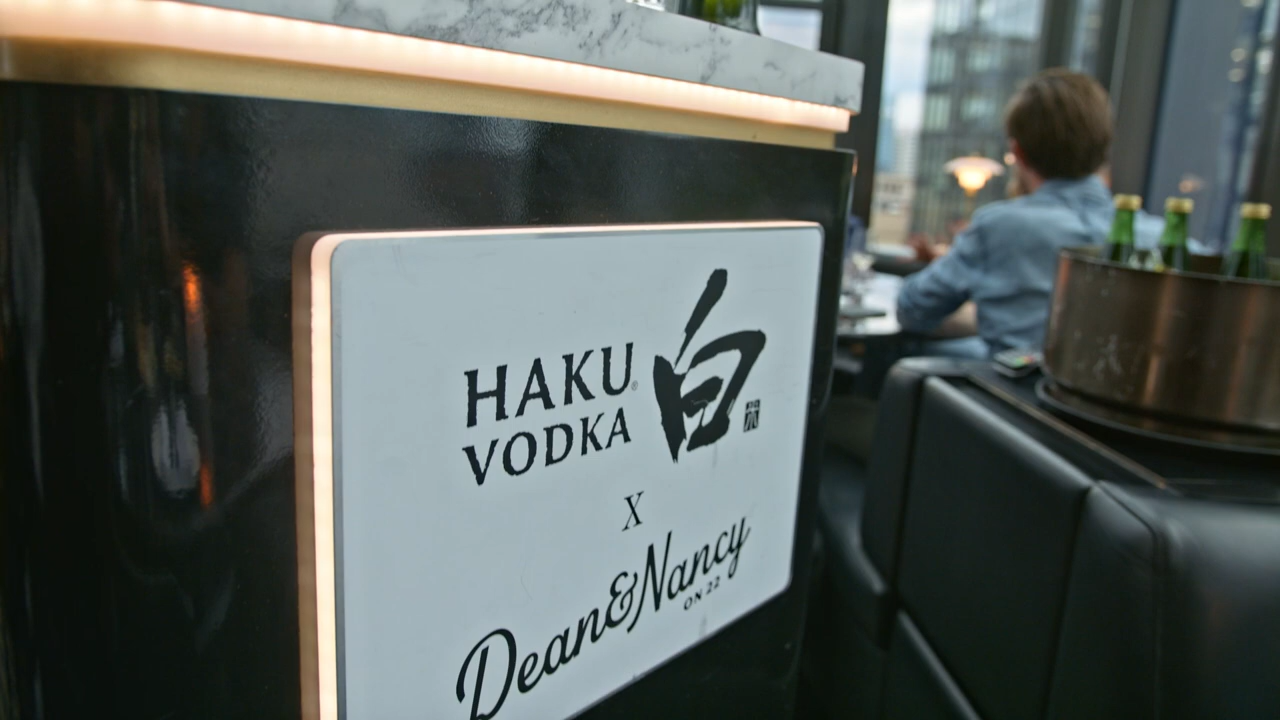 HAKU®
VODKA
白
X
Dean&Nancy
ON 22